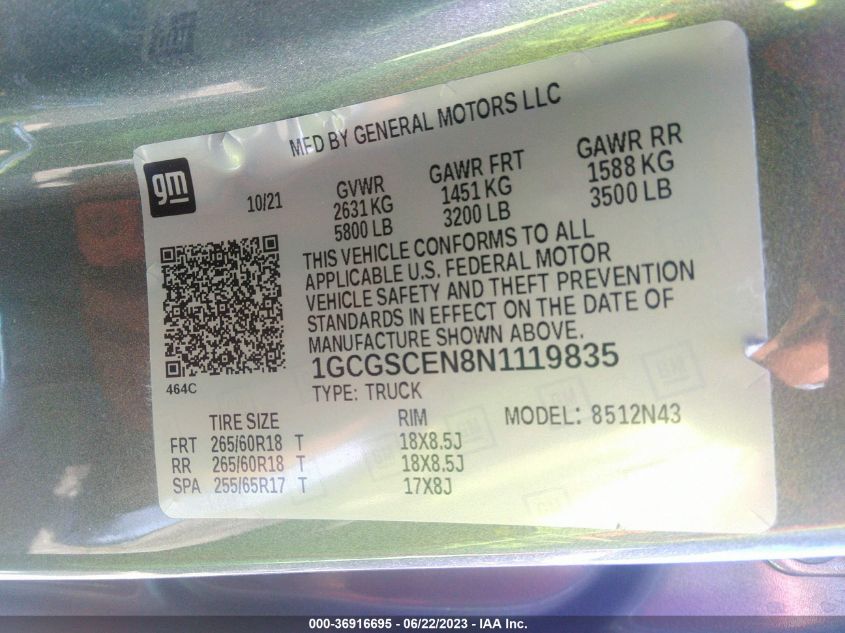 MFD BY GENERAL MOTORS LLC
gm
10/21
GVWR GAWR FRT GAWR RR
2631 KG 1451 KG 1588 KG
5800 LB 3200 LB 3500 LB
THIS VEHICLE CONFORMS TO ALL
APPLICABLE U.S. FEDERAL MOTOR
VEHICLE SAFETY AND THEFT PREVENTION
STANDARDS IN EFFECT ON THE DATE OF
MANUFACTURE SHOWN ABOVE.
1GCGSCEN8N1119835
464C
TYPE: TRUCK
TIRE SIZE RIM MODEL: 8512N43
FRT 265/60R18 T 18X8.5J
RR 265/60R18 T 18X8.5J
SPA 255/65R17 T 17X8J
000-36916695 - 06/22/2023 - IAA Inc.